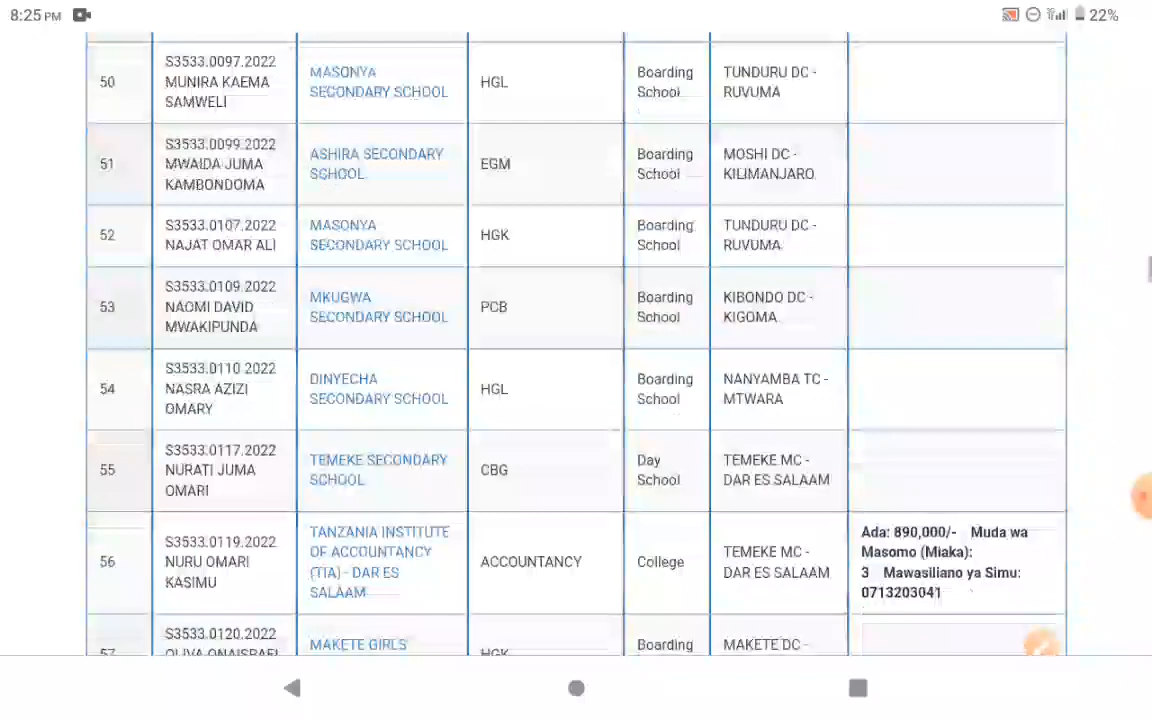 8:25 PM
22%
50
S3533.0097.2022
MUNIRA KAEMA
SAMWELI
MASONYA
SECONDARY SCHOOL
HGL
Boarding
School
TUNDURU DC -
RUVUMA
51
S3533.0099.2022
MWAIDA JUMA
KAMBONDOMA
ASHIRA SECONDARY
SCHOOL
EGM
Boarding
School
MOSHI DC -
KILIMANJARO
52
S3533.0107.2022
NAJAT OMAR ALI
MASONYA
SECONDARY SCHOOL
HGK
Boarding
School
TUNDURU DC -
RUVUMA
53
S3533.0109.2022
NAOMI DAVID
MWAKIPUNDA
MKUGWA
SECONDARY SCHOOL
PCB
Boarding
School
KIBONDO DC -
KIGOMA
54
S3533.0110.2022
NASRA AZIZI
OMARY
DINYECHA
SECONDARY SCHOOL
HGL
Boarding
School
NANYAMBA TC -
MTWARA
55
S3533.0117.2022
NURATI JUMA
OMARI
TEMEKE SECONDARY
SCHOOL
CBG
Day
School
TEMEKE MC -
DAR ES SALAAM
56
S3533.0119.2022
NURU OMARI
KASIMU
TANZANIA INSTITUTE
OF ACCOUNTANCY
(TIA) - DAR ES
SALAAM
ACCOUNTANCY
College
TEMEKE MC -
DAR ES SALAAM
Ada: 890,000/- Muda wa
Masomo (Miaka):
3 Mawasiliano ya Simu:
0713203041
57
S3533.0120.2022
OLIVA
MAKETE GIRLS'
HGK
Boarding
MAKETE DC -